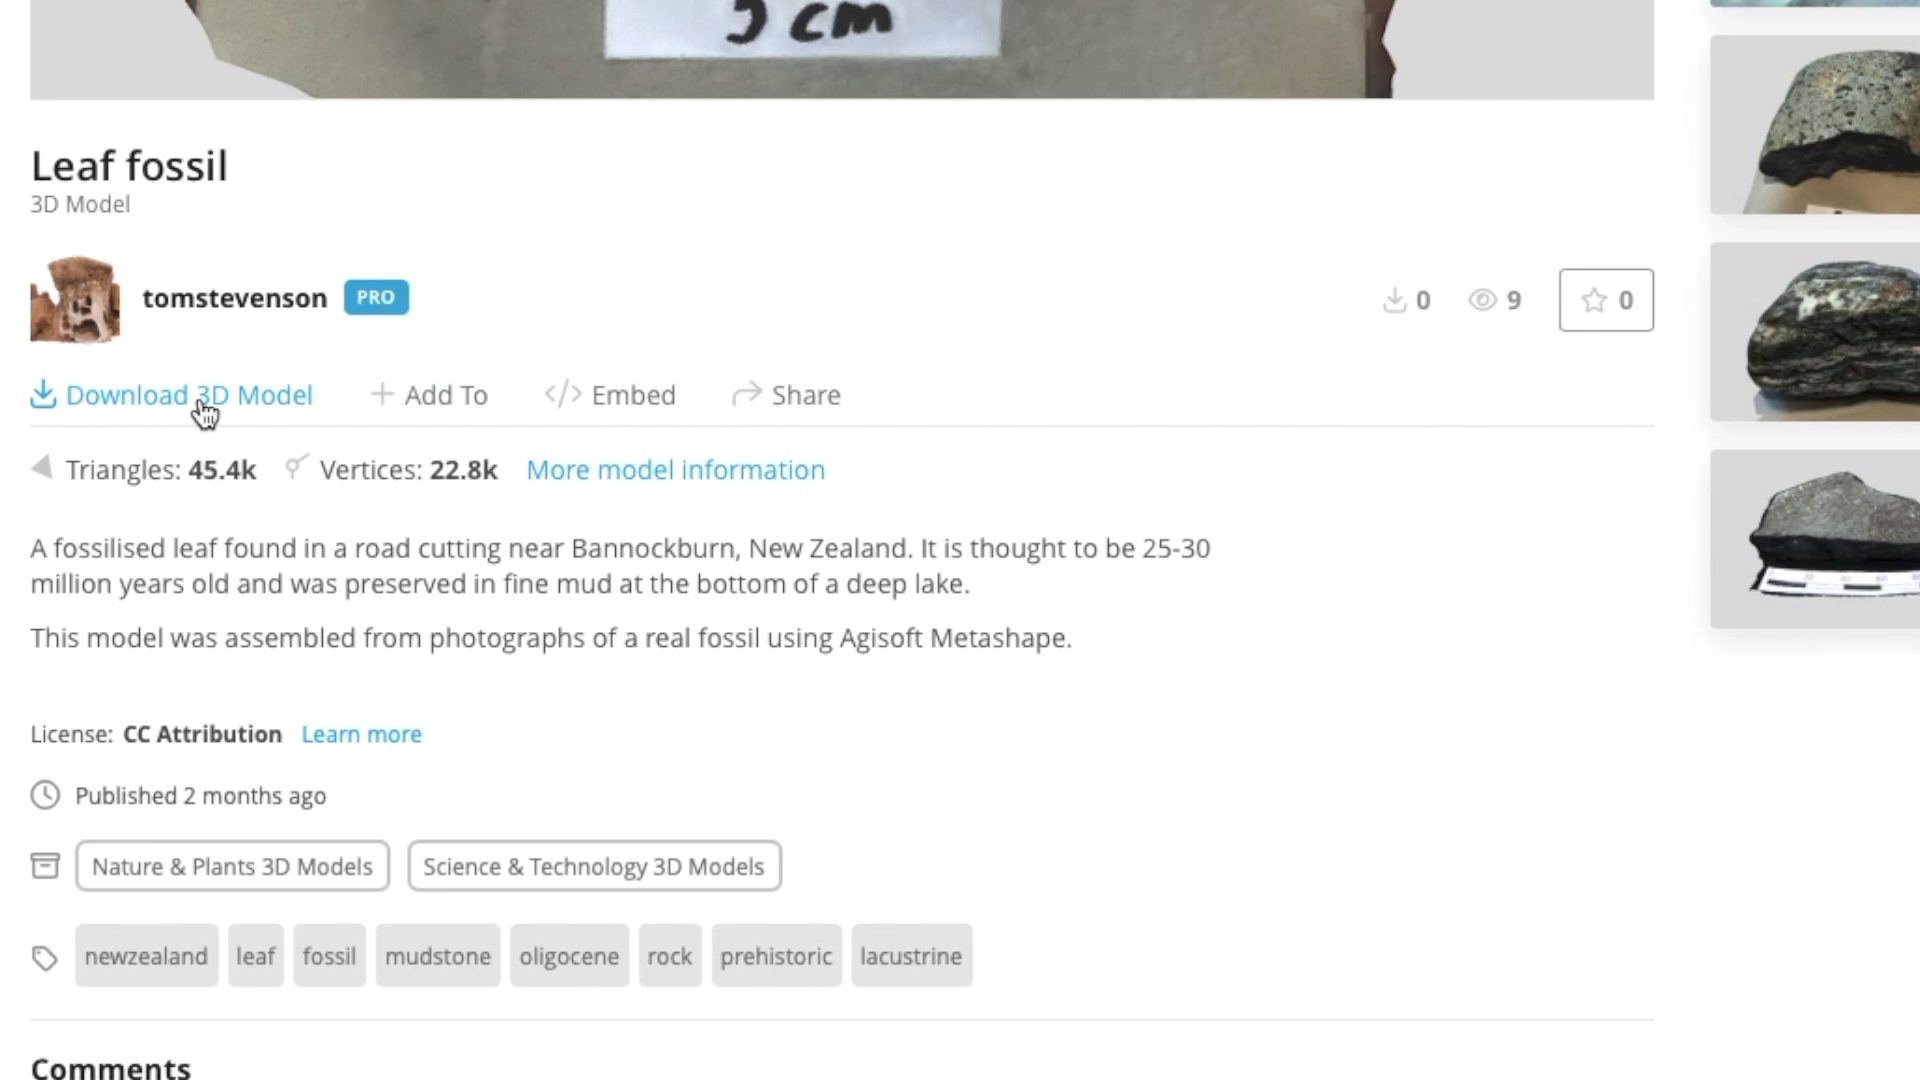 5 cm
Leaf fossil
3D Model
tomstevenson PRO
0 9 0
Download 3D Model Add To </> Embed Share
Triangles: 45.4k Vertices: 22.8k More model information
A fossilised leaf found in a road cutting near Bannockburn, New Zealand. It is thought to be 25-30
million years old and was preserved in fine mud at the bottom of a deep lake.
This model was assembled from photographs of a real fossil using Agisoft Metashape.
License: CC Attribution Learn more
Published 2 months ago
Nature & Plants 3D Models Science & Technology 3D Models
newzealand leaf fossil mudstone oligocene rock prehistoric lacustrine
Comments